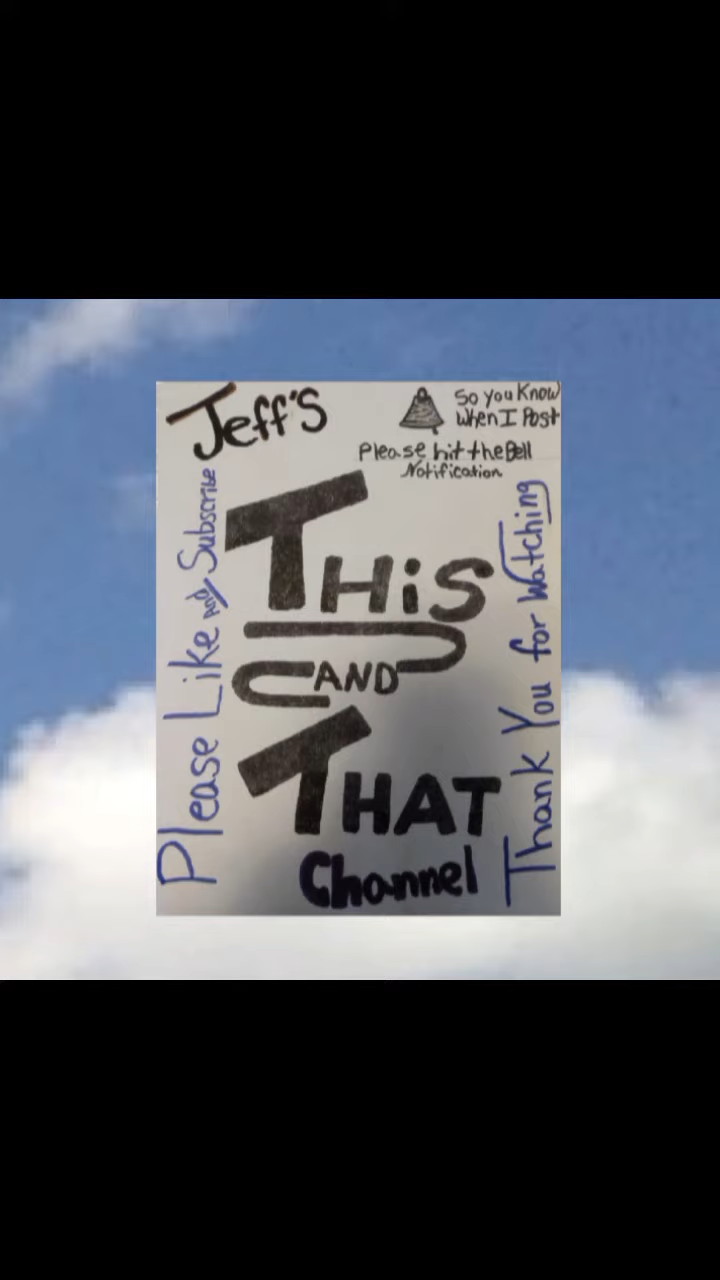 Jeff's
So you Know
When I Post
Please hit the Bell
Notification
THiS
AND
THAT
Channel
Please Like AND Subscribe
Thank You for Watching